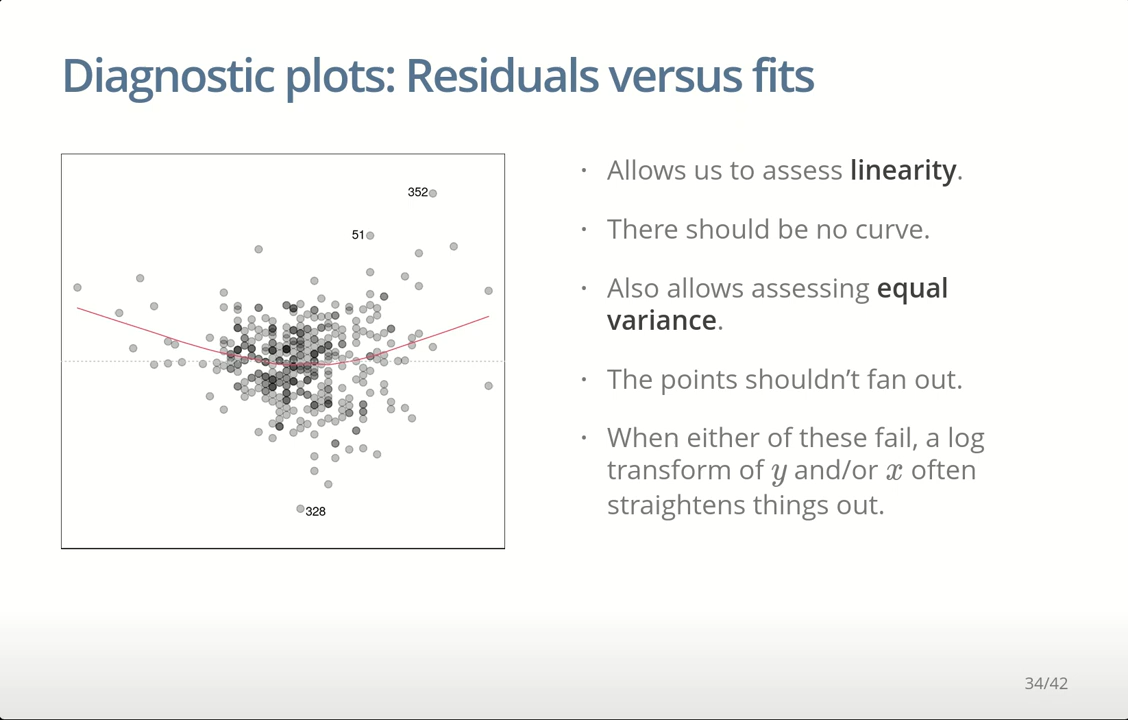 Diagnostic plots: Residuals versus fits
352
51
328
· Allows us to assess linearity.
· There should be no curve.
· Also allows assessing equal
variance.
· The points shouldn’t fan out.
· When either of these fail, a log
transform of y and/or x often
straightens things out.
34/42